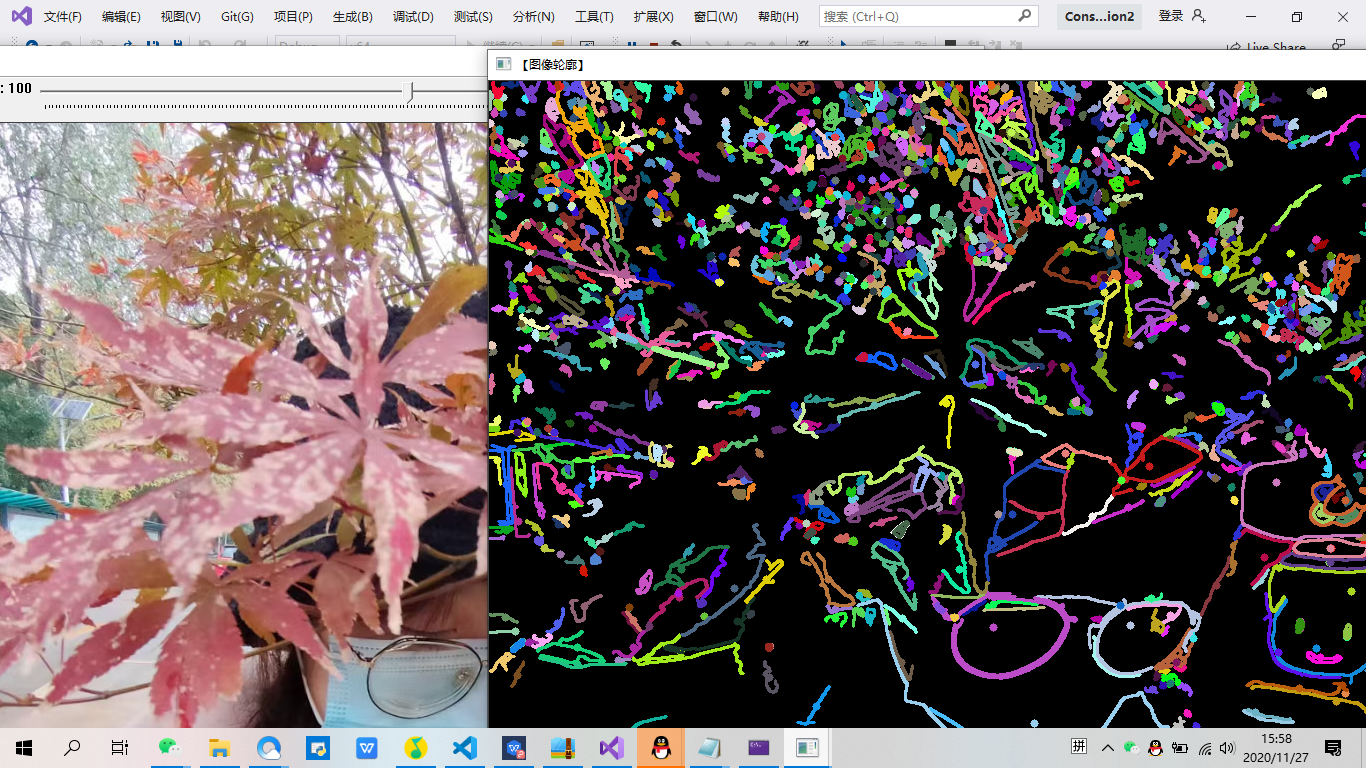 文件(F) 编辑(E) 视图(V) Git(G) 项目(P) 生成(B) 调试(D) 测试(S) 分析(N) 工具(T) 扩展(X) 窗口(W) 帮助(H) 搜索 (Ctrl+Q) Cons...ion2 登录
Live Share
【图像轮廓】
: 100
拼 15:58
2020/11/27